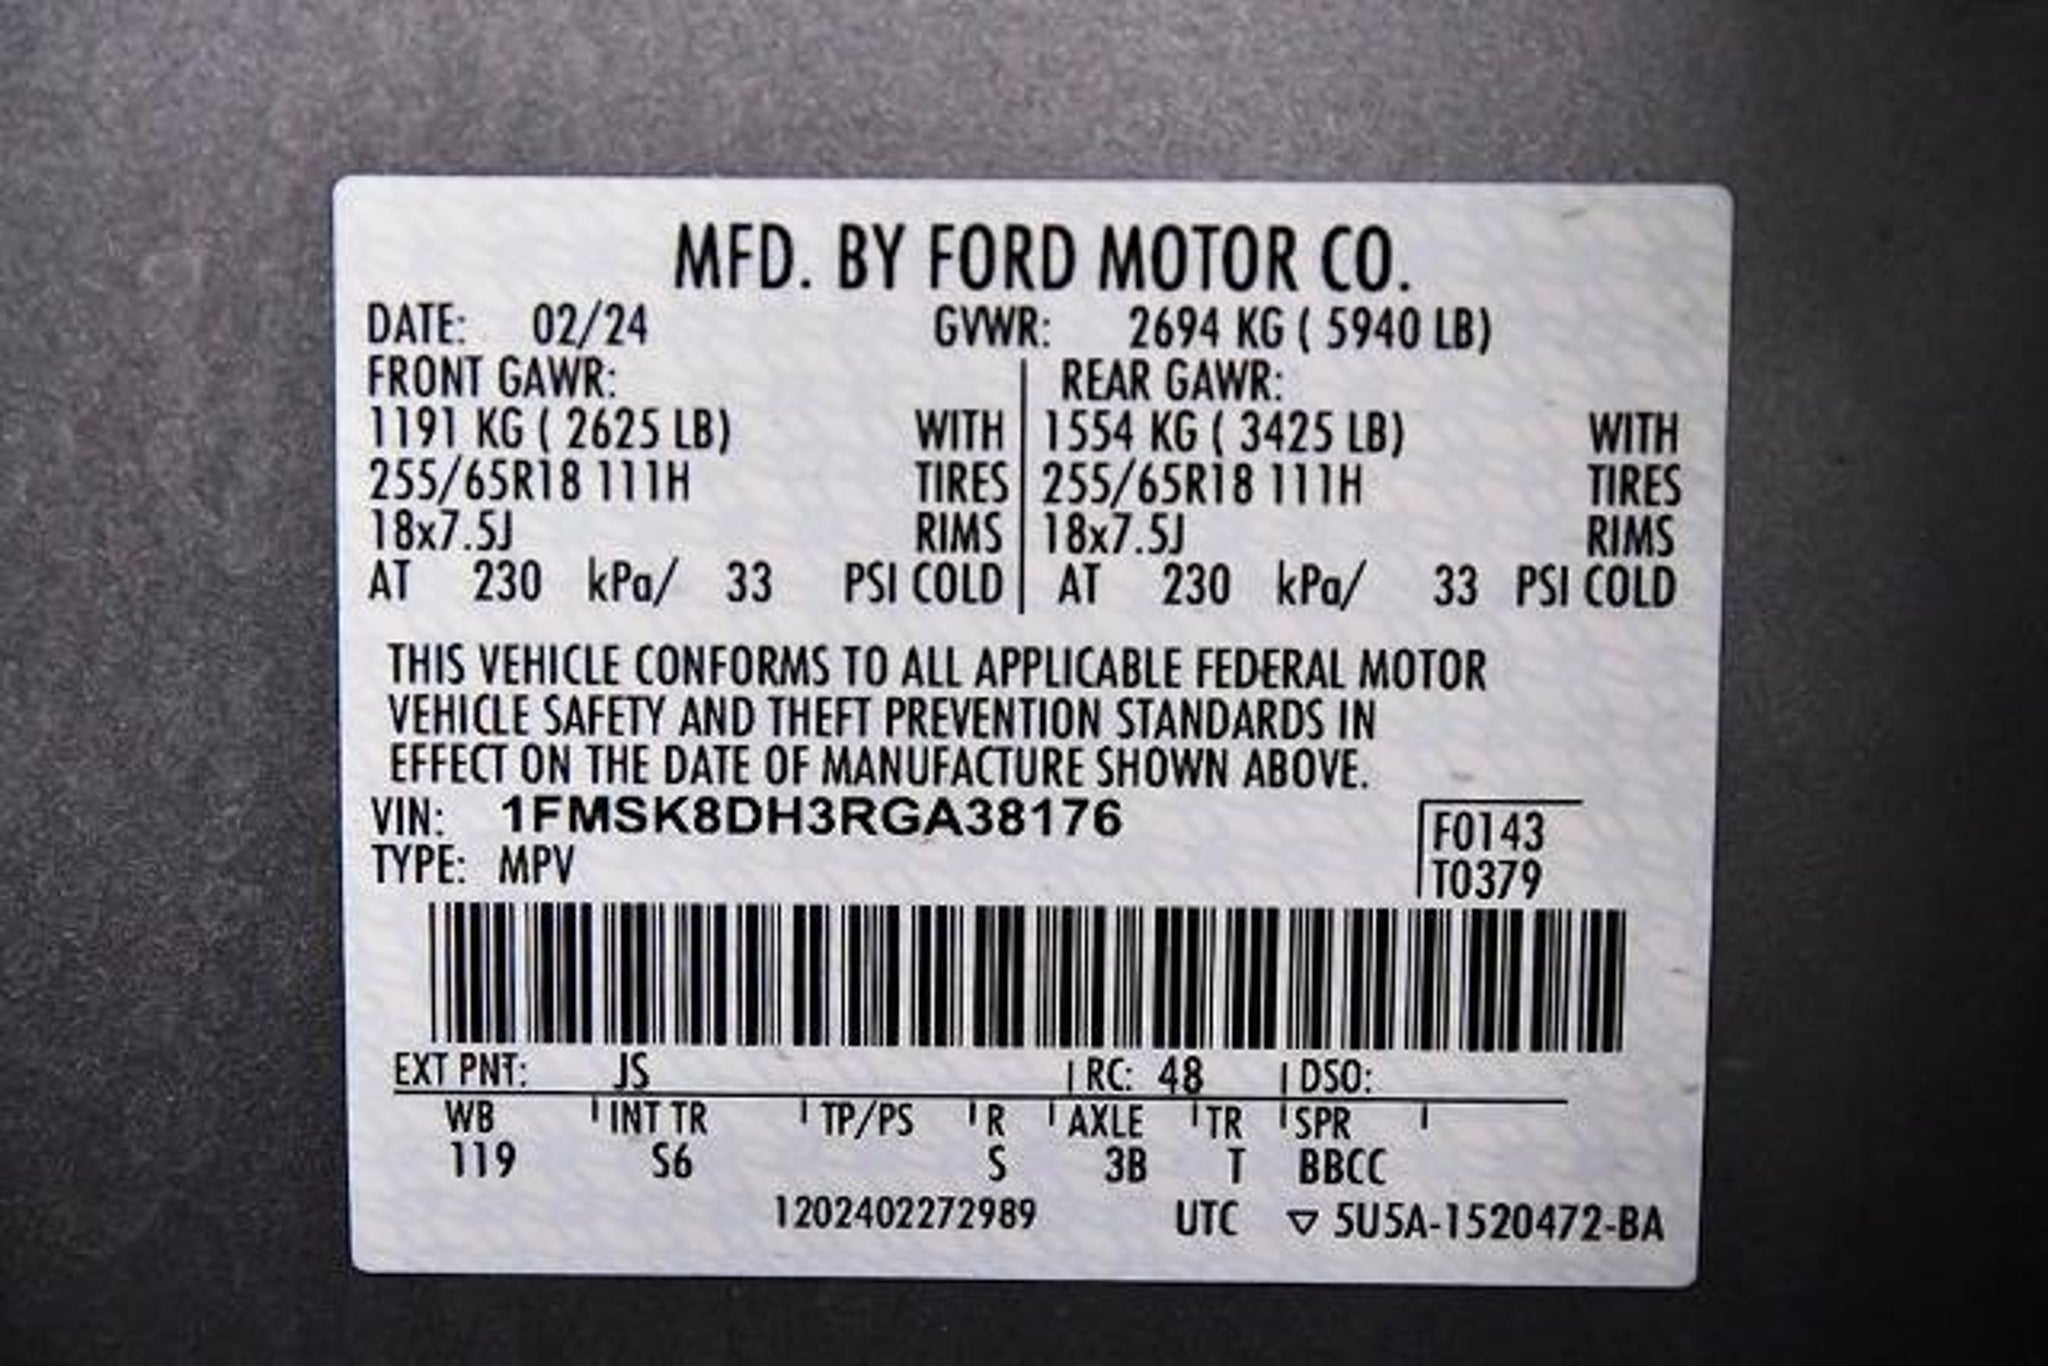 MFD. BY FORD MOTOR CO.
DATE: 02/24 GVWR: 2694 KG ( 5940 LB)
FRONT GAWR: REAR GAWR:
1191 KG ( 2625 LB) WITH 1554 KG ( 3425 LB) WITH
255/65R18 111H TIRES 255/65R18 111H TIRES
18x7.5J RIMS 18x7.5J RIMS
AT 230 kPa/ 33 PSI COLD AT 230 kPa/ 33 PSI COLD
THIS VEHICLE CONFORMS TO ALL APPLICABLE FEDERAL MOTOR
VEHICLE SAFETY AND THEFT PREVENTION STANDARDS IN
EFFECT ON THE DATE OF MANUFACTURE SHOWN ABOVE.
VIN: 1FMSK8DH3RGA38176 F0143
TYPE: MPV T0379
EXT PNT: JS RC: 48 DSO:
WB INT TR TP/PS R AXLE TR SPR
119 S6 S 3B T BBCC
1202402272989 UTC ▽ 5U5A-1520472-BA